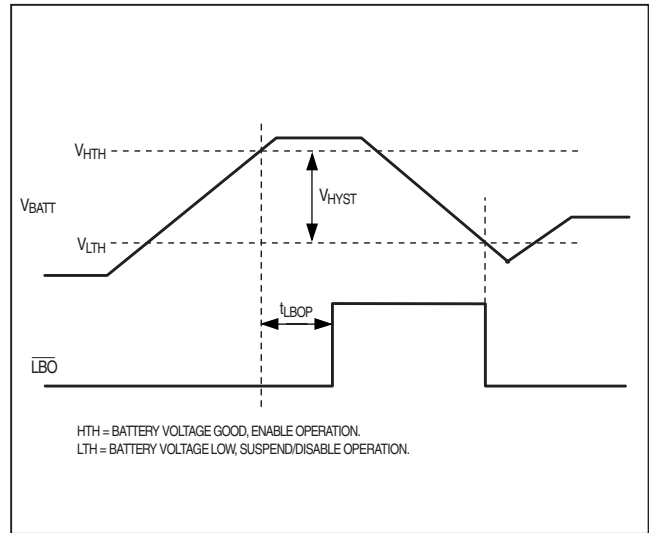 VHTH
VHYST
VBATT
VLTH
tLBOP
LBO
HTH = BATTERY VOLTAGE GOOD, ENABLE OPERATION.
LTH = BATTERY VOLTAGE LOW, SUSPEND/DISABLE OPERATION.